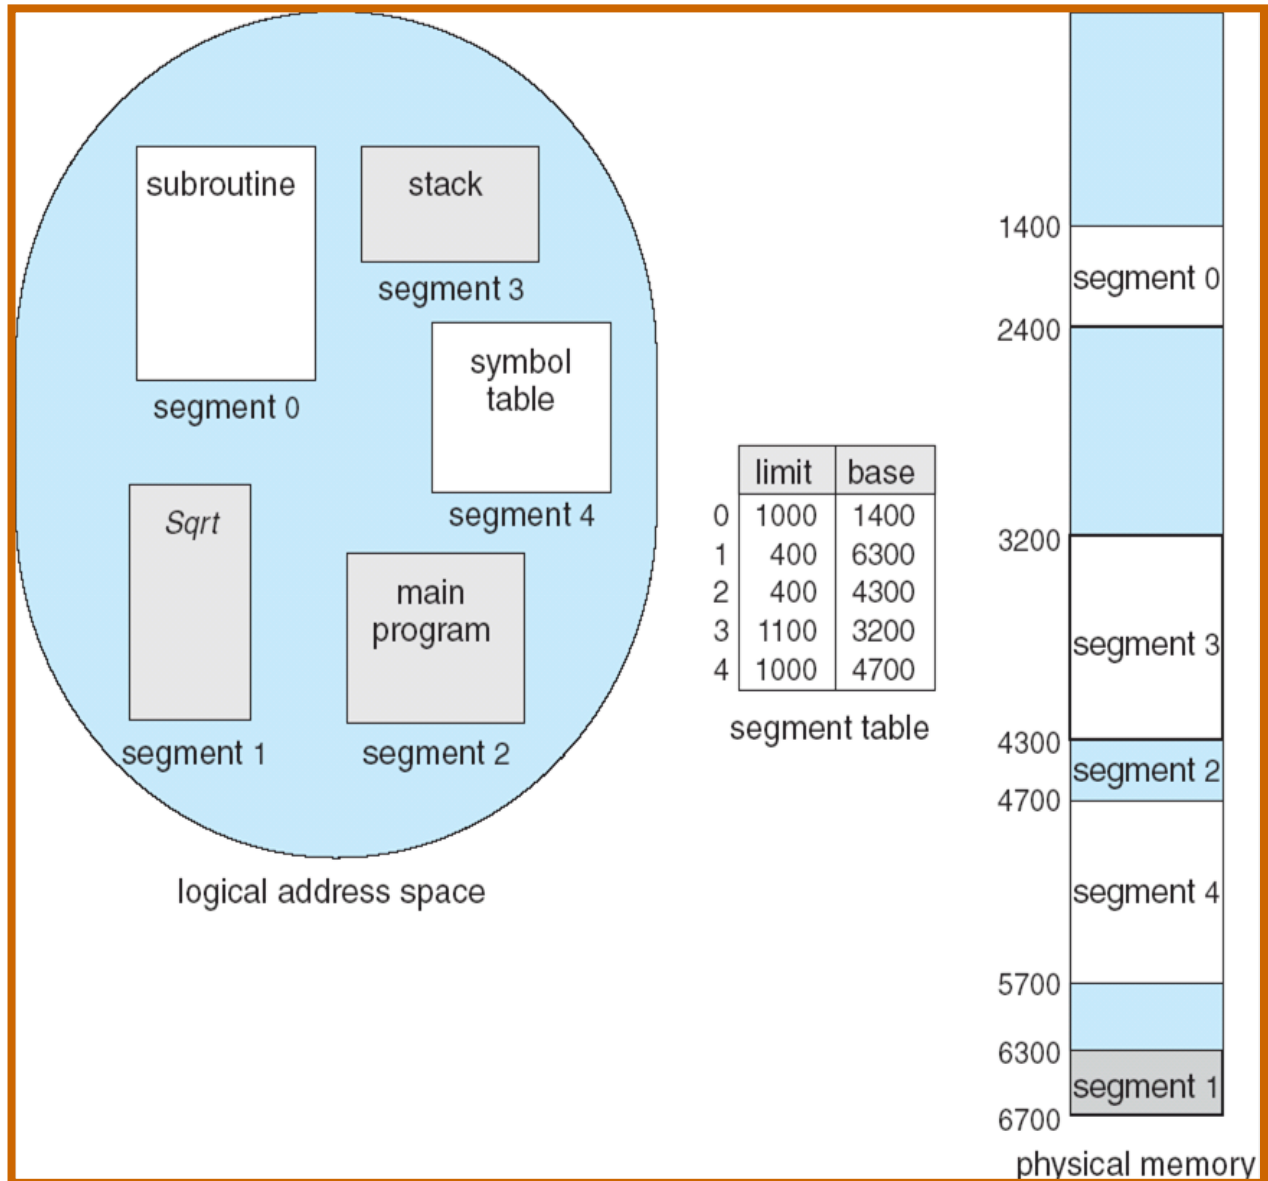 subroutine
stack
segment 3
segment 0
symbol
table
segment 4
Sqrt
segment 1
main
program
segment 2
logical address space
limit base
0 1000 1400
1 400 6300
2 400 4300
3 1100 3200
4 1000 4700
segment table
1400
segment 0
2400
3200
segment 3
4300
segment 2
4700
segment 4
5700
6300
segment 1
6700
physical memory